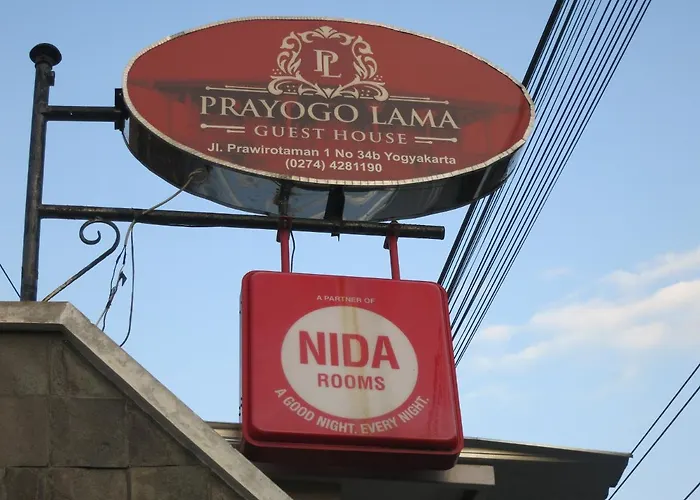 PL
PRAYOGO LAMA
GUEST HOUSE
Jl. Prawirotaman 1 No 34b Yogyakarta
(0274) 4281190
A PARTNER OF
NIDA
ROOMS
A GOOD NIGHT. EVERY NIGHT.